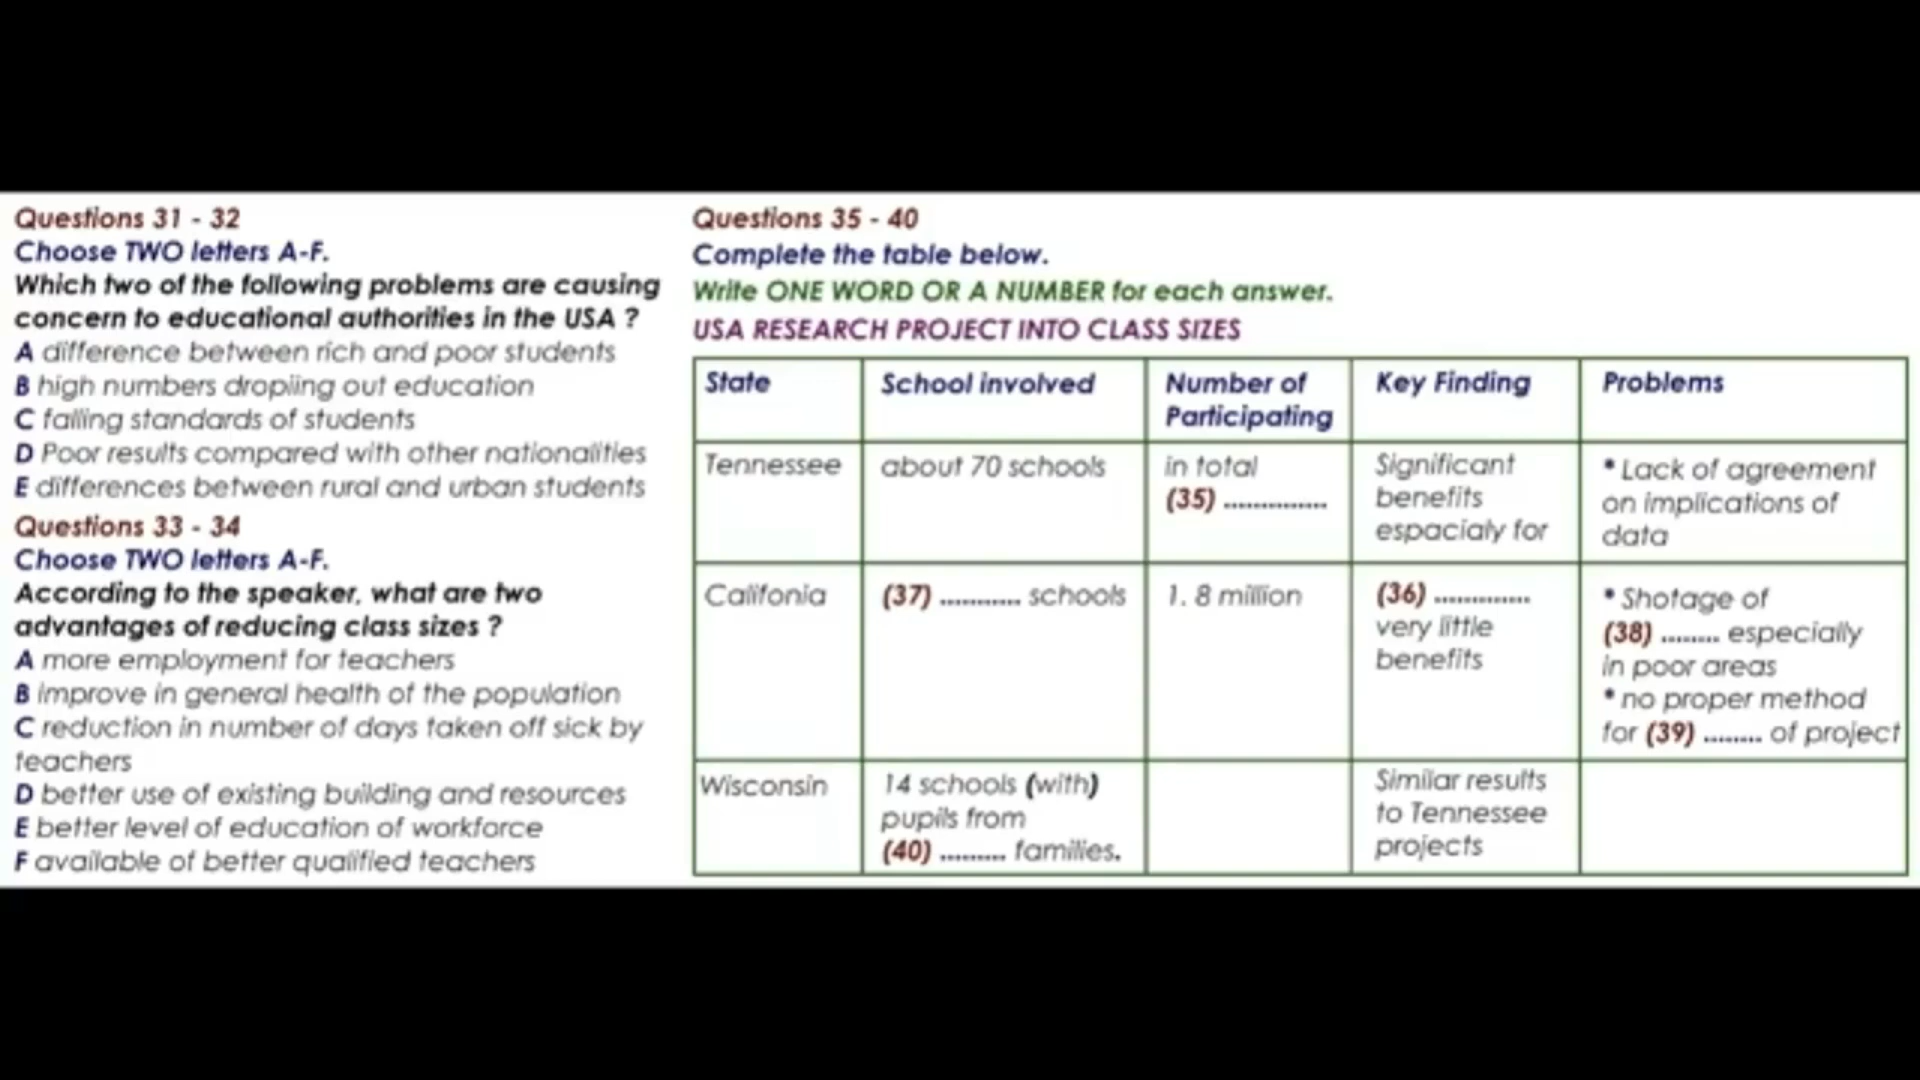 Questions 31 - 32
Choose TWO letters A-F.
Which two of the following problems are causing
concern to educational authorities in the USA ?
A difference between rich and poor students
B high numbers dropiing out education
C falling standards of students
D Poor results compared with other nationalities
E differences between rural and urban students
Questions 33 - 34
Choose TWO letters A-F.
According to the speaker, what are two
advantages of reducing class sizes ?
A more employment for teachers
B improve in general health of the population
C reduction in number of days taken off sick by
teachers
D better use of existing building and resources
E better level of education of workforce
F available of better qualified teachers
Questions 35 - 40
Complete the table below.
Write ONE WORD OR A NUMBER for each answer.
USA RESEARCH PROJECT INTO CLASS SIZES
State
School involved
Number of
Participating
Key Finding
Problems
Tennessee
about 70 schools
in total
(35) ..............
Significant
benefits
espacialy for
* Lack of agreement
on implications of
data
Califonia
(37) ........... schools
1. 8 million
(36) .............
very little
benefits
* Shotage of
(38) ........ especially
in poor areas
* no proper method
for (39) ........ of project
Wisconsin
14 schools (with)
pupils from
(40) ......... families.
Similar results
to Tennessee
projects